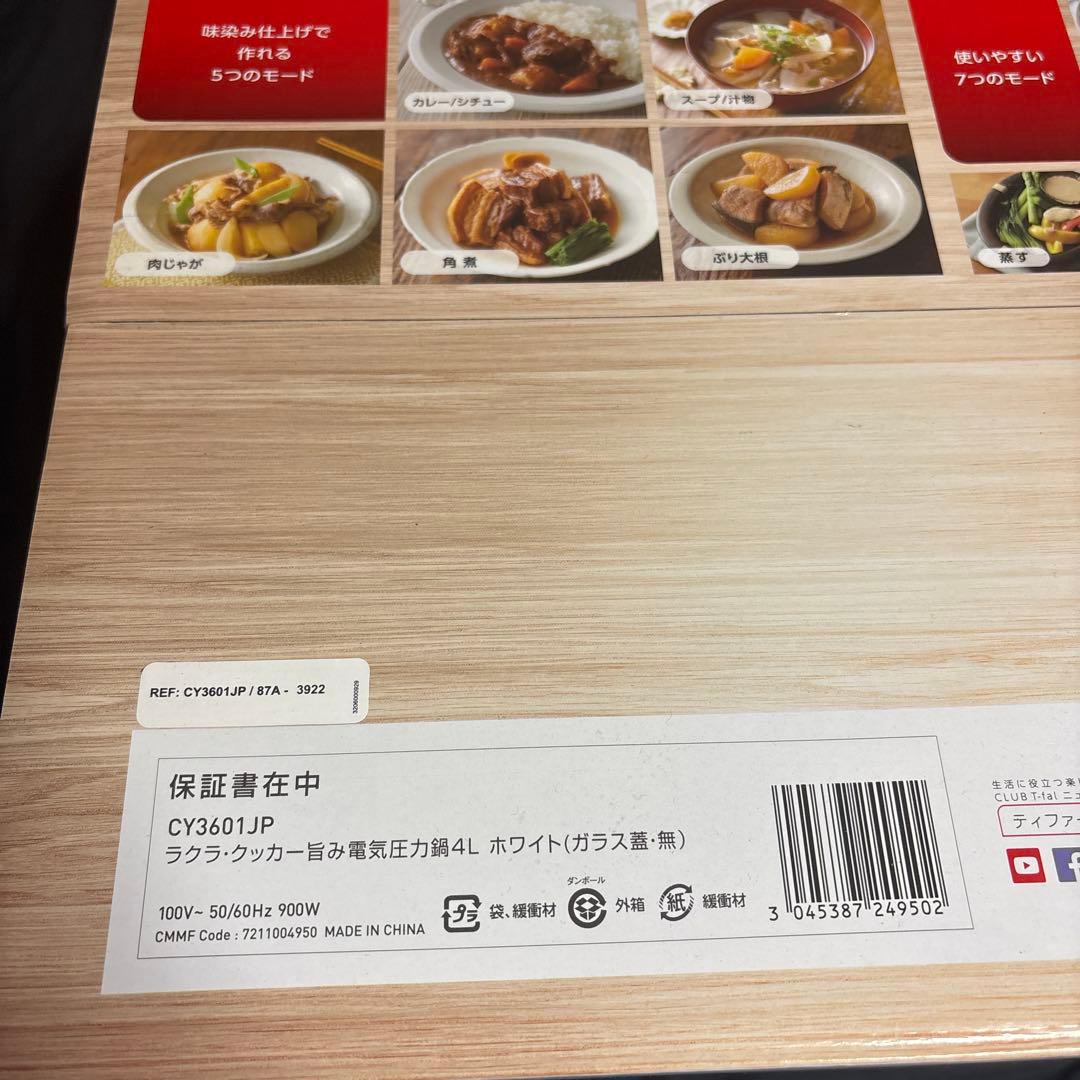 味染み仕上げで
作れる
5つのモード
カレー/シチュー
スープ/汁物
使いやすい
7つのモード
肉じゃが
角煮
ぶり大根
蒸す
REF: CY3601JP / 87A - 3922
3206000929
保証書在中
CY3601JP
ラクラ・クッカー旨み電気圧力鍋4L ホワイト(ガラス蓋・無)
100V~ 50/60Hz 900W
CMMF Code : 7211004950 MADE IN CHINA
プラ 袋、緩衝材
ダンボール
外箱
紙 緩衝材
3 045387 249502
生活に役立つ楽
CLUB T-fal ニュ
ティファ